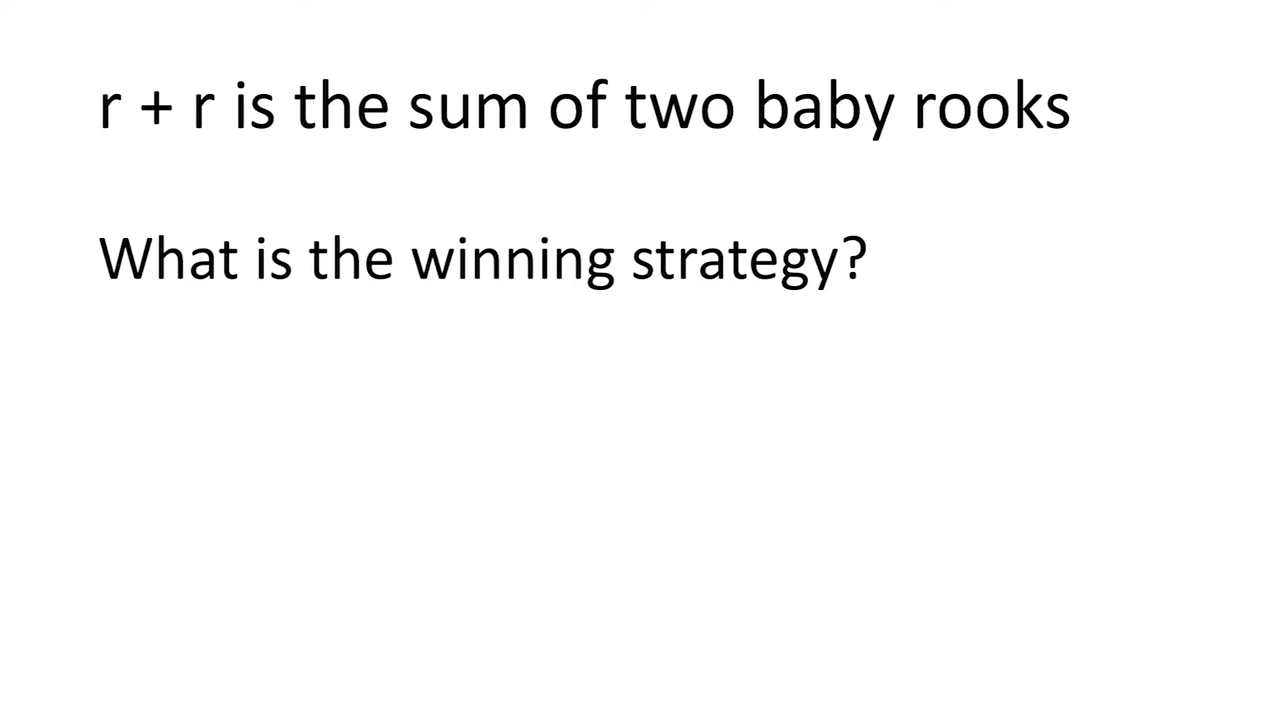 r + r is the sum of two baby rooks
What is the winning strategy?